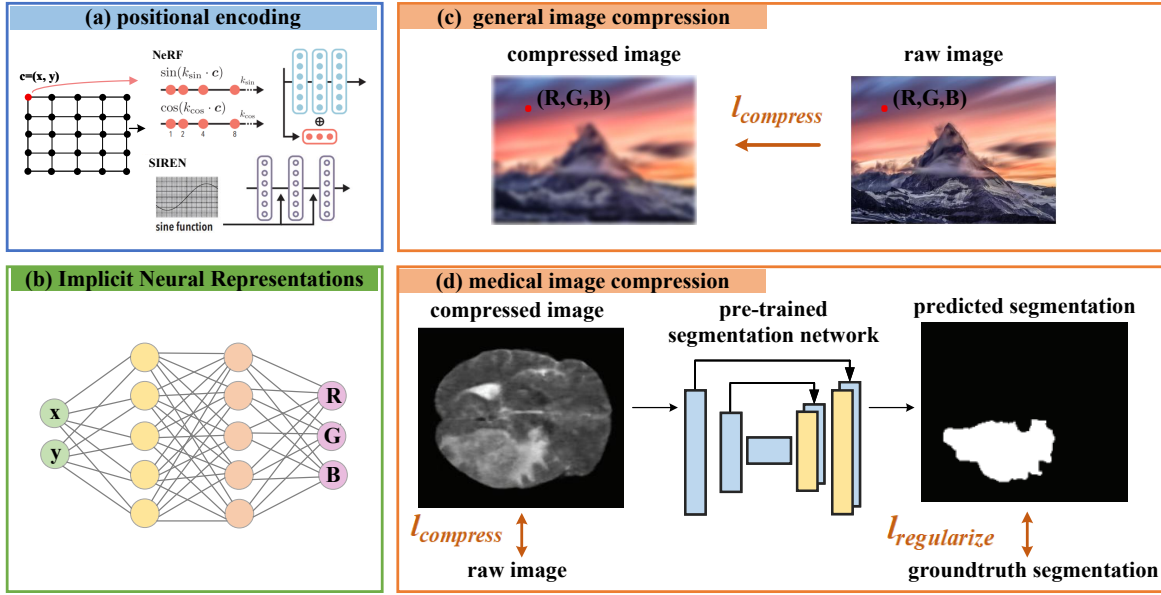 (a) positional encoding
c=(x, y)
NeRF
sin(k_sin · c)
k_sin
cos(k_cos · c)
k_cos
1 2 4 8
⊕
SIREN
sine function
(b) Implicit Neural Representations
x
y
R
G
B
(c) general image compression
compressed image
raw image
(R,G,B)
l_compress
(R,G,B)
(d) medical image compression
compressed image
pre-trained
segmentation network
predicted segmentation
l_compress
raw image
l_regularize
groundtruth segmentation